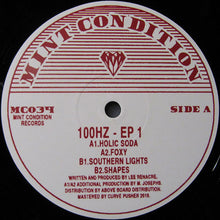 MINT CONDITION
MC034
MINT CONDITION
RECORDS
SIDE A
100HZ - EP 1
A1.HOLIC SODA
A2.FOXY
B1.SOUTHERN LIGHTS
B2.SHAPES
WRITTEN AND PRODUCED BY LEE RENACRE.
A1/A2 ADDITIONAL PRODUCTION BY M. JOSEPHS.
DISTRIBUTION BY ABOVE BOARD DISTRIBUTION.
MASTERED BY CURVE PUSHER 2019.